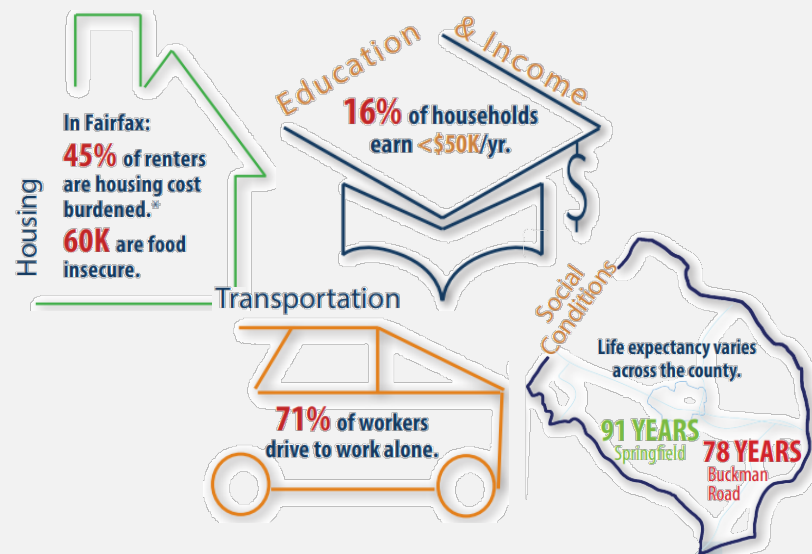 Housing
In Fairfax:
45% of renters
are housing cost
burdened.*
60K are food
insecure.
Education & Income
16% of households
earn <$50K/yr.
$
Transportation
71% of workers
drive to work alone.
Social
Conditions
Life expectancy varies
across the county.
91 YEARS
Springfield
78 YEARS
Buckman
Road